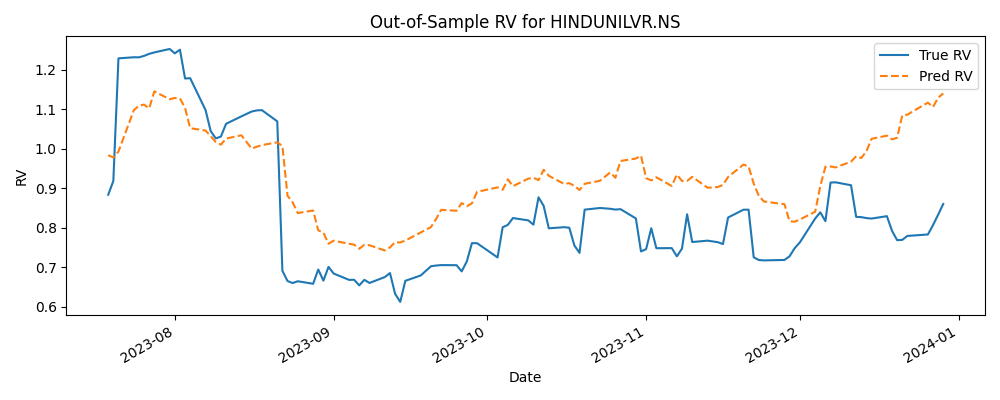 Out-of-Sample RV for HINDUNILVR.NS
True RV
Pred RV
RV
1.2
1.1
1.0
0.9
0.8
0.7
0.6
2023-08
2023-09
2023-10
2023-11
2023-12
2024-01
Date